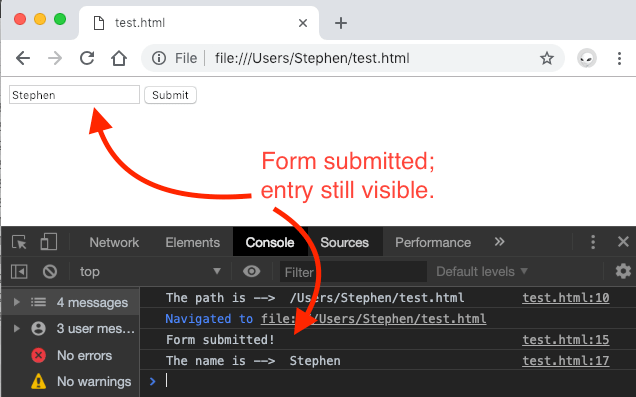 test.html
File file:///Users/Stephen/test.html
Stephen Submit
Form submitted;
entry still visible.
Network Elements Console Sources Performance
top Filter Default levels
4 messages
3 user mes...
No errors
No warnings
The path is --> /Users/Stephen/test.html test.html:10
Navigated to file:///Users/Stephen/test.html
Form submitted! test.html:15
The name is --> Stephen test.html:17